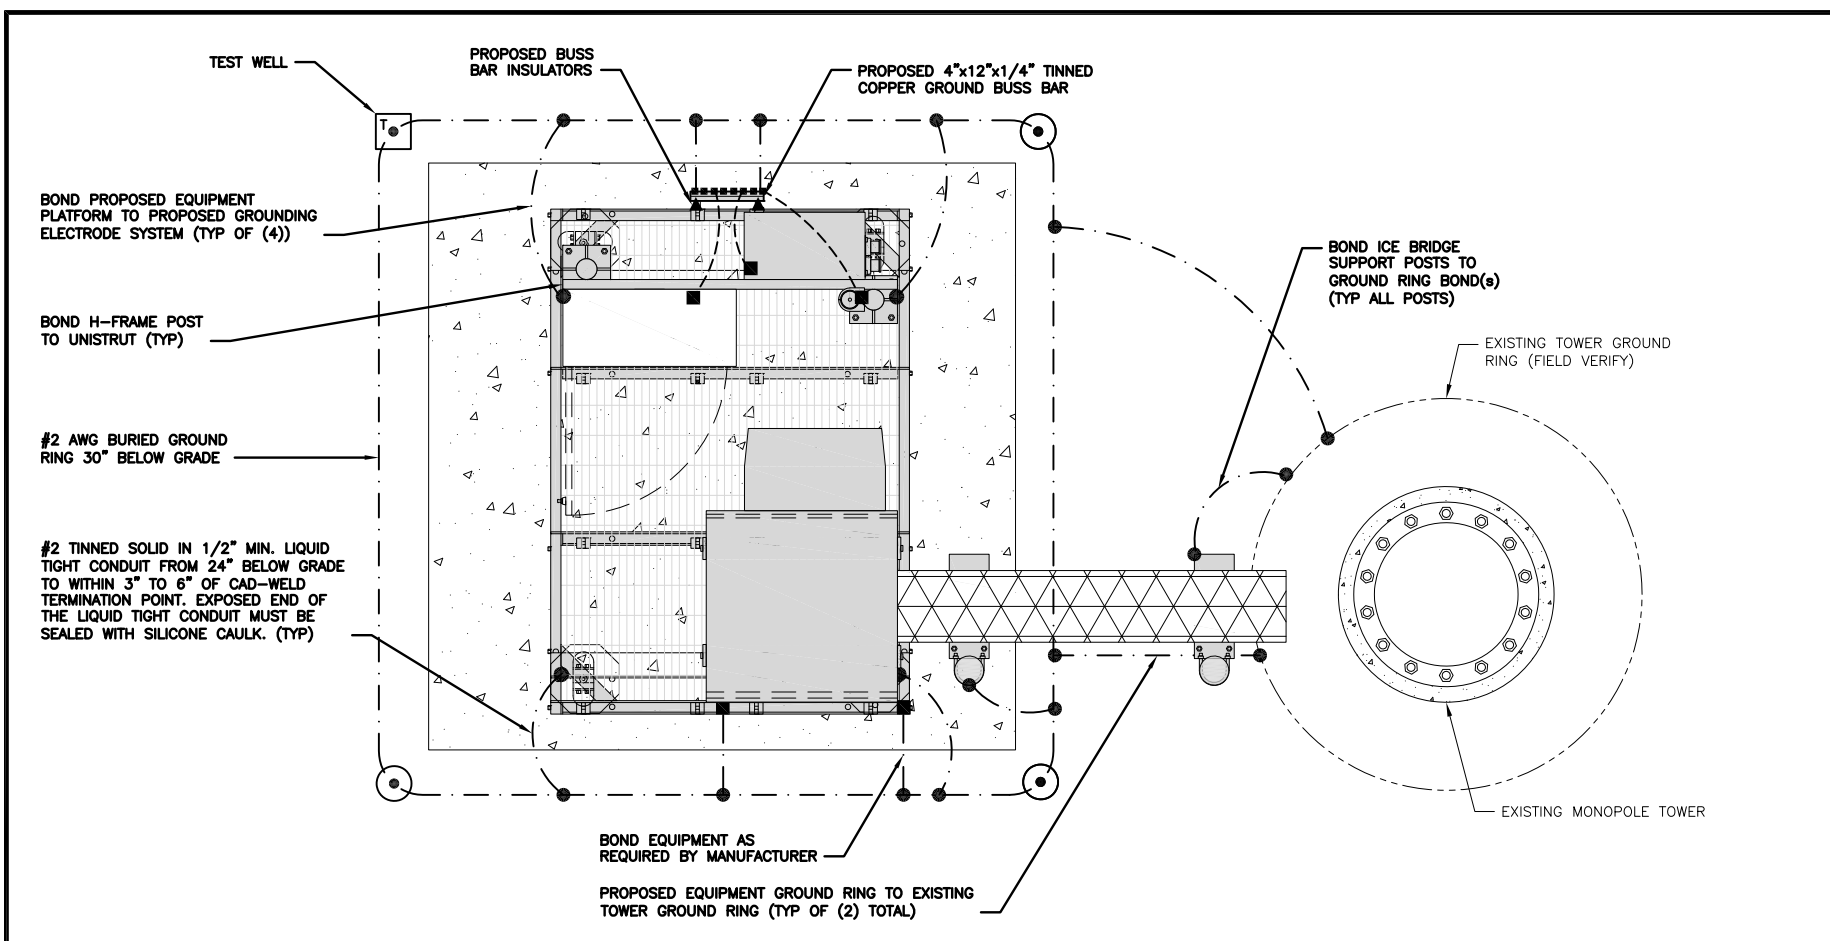 TEST WELL
PROPOSED BUSS
BAR INSULATORS
PROPOSED 4"x12"x1/4" TINNED
COPPER GROUND BUSS BAR
T
BOND PROPOSED EQUIPMENT
PLATFORM TO PROPOSED GROUNDING
ELECTRODE SYSTEM (TYP OF (4))
BOND ICE BRIDGE
SUPPORT POSTS TO
GROUND RING BOND(s)
(TYP ALL POSTS)
BOND H-FRAME POST
TO UNISTRUT (TYP)
EXISTING TOWER GROUND
RING (FIELD VERIFY)
#2 AWG BURIED GROUND
RING 30" BELOW GRADE
#2 TINNED SOLID IN 1/2" MIN. LIQUID
TIGHT CONDUIT FROM 24" BELOW GRADE
TO WITHIN 3" TO 6" OF CAD-WELD
TERMINATION POINT. EXPOSED END OF
THE LIQUID TIGHT CONDUIT MUST BE
SEALED WITH SILICONE CAULK. (TYP)
EXISTING MONOPOLE TOWER
BOND EQUIPMENT AS
REQUIRED BY MANUFACTURER
PROPOSED EQUIPMENT GROUND RING TO EXISTING
TOWER GROUND RING (TYP OF (2) TOTAL)